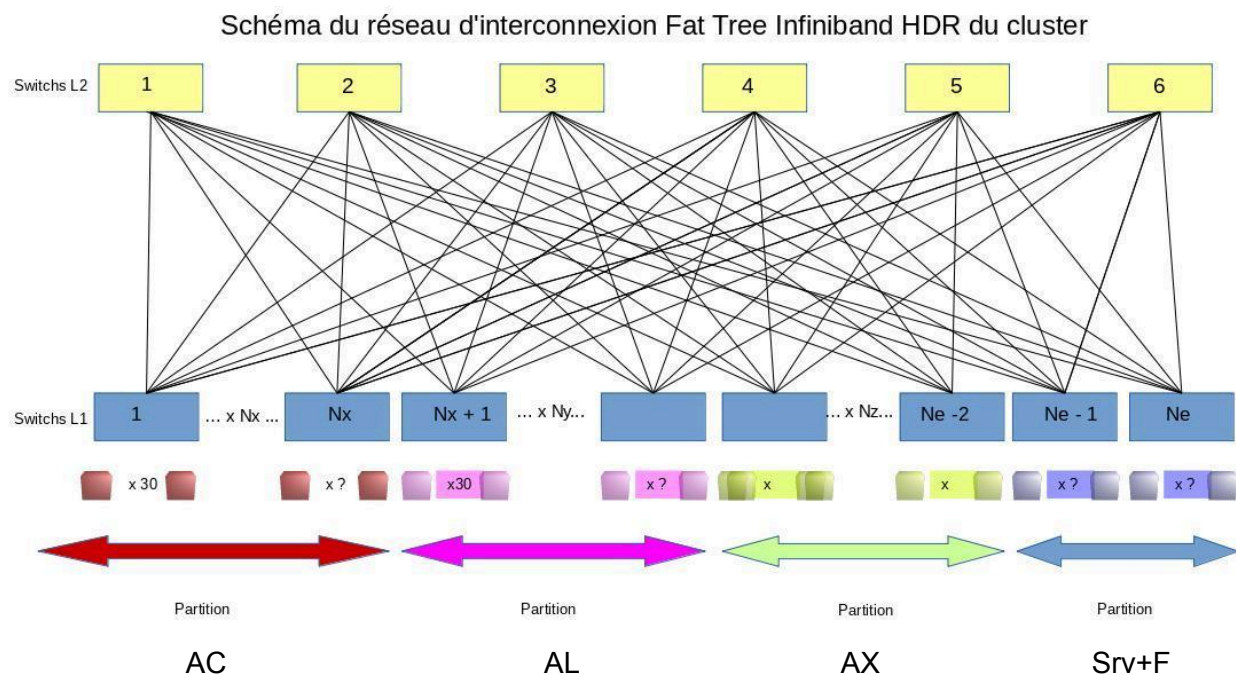 Schéma du réseau d'interconnexion Fat Tree Infiniband HDR du cluster
Switchs L2 1 2 3 4 5 6
Switchs L1 1 ... x Nx ... Nx Nx + 1 ... x Ny... ... x Nz... Ne -2 Ne - 1 Ne
x 30 x ? x30 x ? x x x ? x ?
Partition Partition Partition Partition
AC AL AX Srv+F